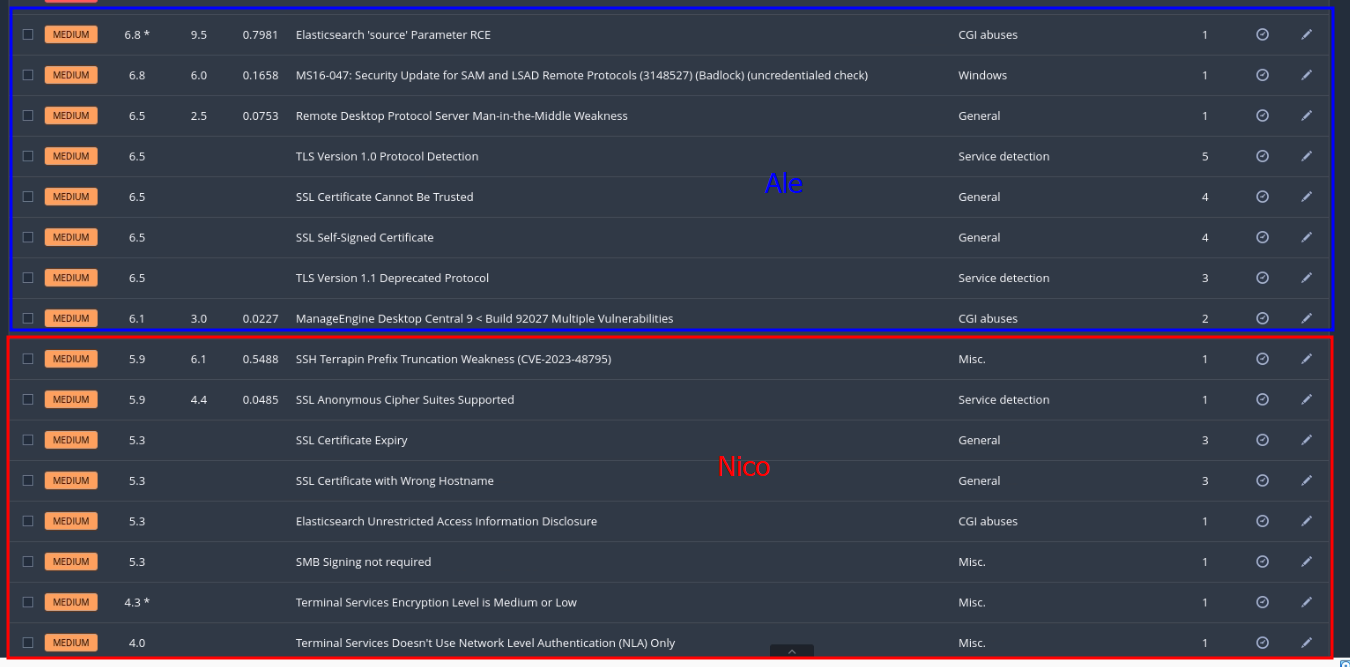 MEDIUM 6.8 * 9.5 0.7981 Elasticsearch 'source' Parameter RCE CGI abuses 1
MEDIUM 6.8 6.0 0.1658 MS16-047: Security Update for SAM and LSAD Remote Protocols (3148527) (Badlock) (uncredentialed check) Windows 1
MEDIUM 6.5 2.5 0.0753 Remote Desktop Protocol Server Man-in-the-Middle Weakness General 1
MEDIUM 6.5 TLS Version 1.0 Protocol Detection Service detection 5
Ale
MEDIUM 6.5 SSL Certificate Cannot Be Trusted General 4
MEDIUM 6.5 SSL Self-Signed Certificate General 4
MEDIUM 6.5 TLS Version 1.1 Deprecated Protocol Service detection 3
MEDIUM 6.1 3.0 0.0227 ManageEngine Desktop Central 9 < Build 92027 Multiple Vulnerabilities CGI abuses 2
MEDIUM 5.9 6.1 0.5488 SSH Terrapin Prefix Truncation Weakness (CVE-2023-48795) Misc. 1
MEDIUM 5.9 4.4 0.0485 SSL Anonymous Cipher Suites Supported Service detection 1
MEDIUM 5.3 SSL Certificate Expiry General 3
Nico
MEDIUM 5.3 SSL Certificate with Wrong Hostname General 3
MEDIUM 5.3 Elasticsearch Unrestricted Access Information Disclosure CGI abuses 1
MEDIUM 5.3 SMB Signing not required Misc. 1
MEDIUM 4.3 * Terminal Services Encryption Level is Medium or Low Misc. 1
MEDIUM 4.0 Terminal Services Doesn't Use Network Level Authentication (NLA) Only Misc. 1